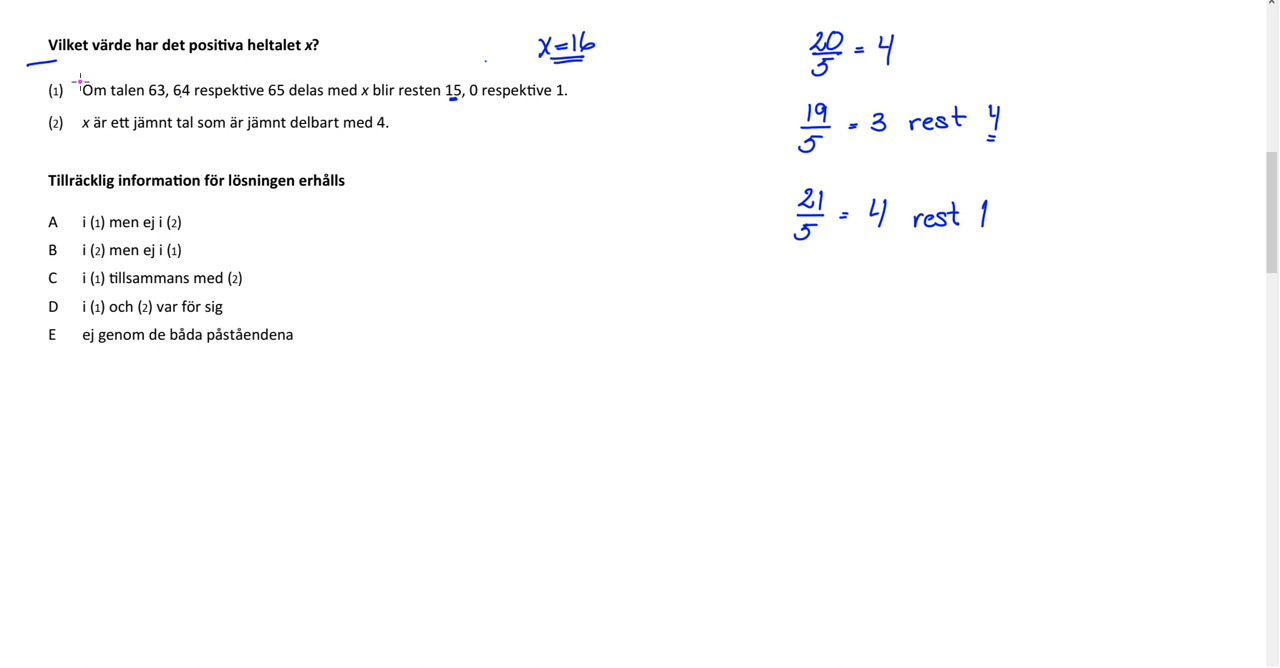 Vilket värde har det positiva heltalet x?
x=16
(1) Om talen 63, 64 respektive 65 delas med x blir resten 15, 0 respektive 1.
(2) x är ett jämnt tal som är jämnt delbart med 4.
Tillräcklig information för lösningen erhålls
A i (1) men ej i (2)
B i (2) men ej i (1)
C i (1) tillsammans med (2)
D i (1) och (2) var för sig
E ej genom de båda påståendena
20/5 = 4
19/5 = 3 rest 4
21/5 = 4 rest 1